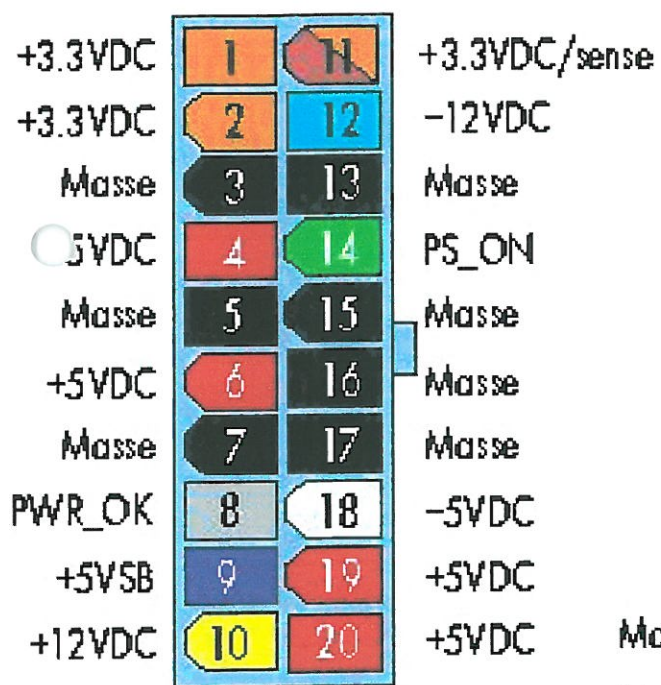 +3.3VDC 1 11 +3.3VDC/sense
+3.3VDC 2 12 -12VDC
Masse 3 13 Masse
5VDC 4 14 PS_ON
Masse 5 15 Masse
+5VDC 6 16 Masse
Masse 7 17 Masse
PWR_OK 8 18 -5VDC
+5VSB 9 19 +5VDC
+12VDC 10 20 +5VDC